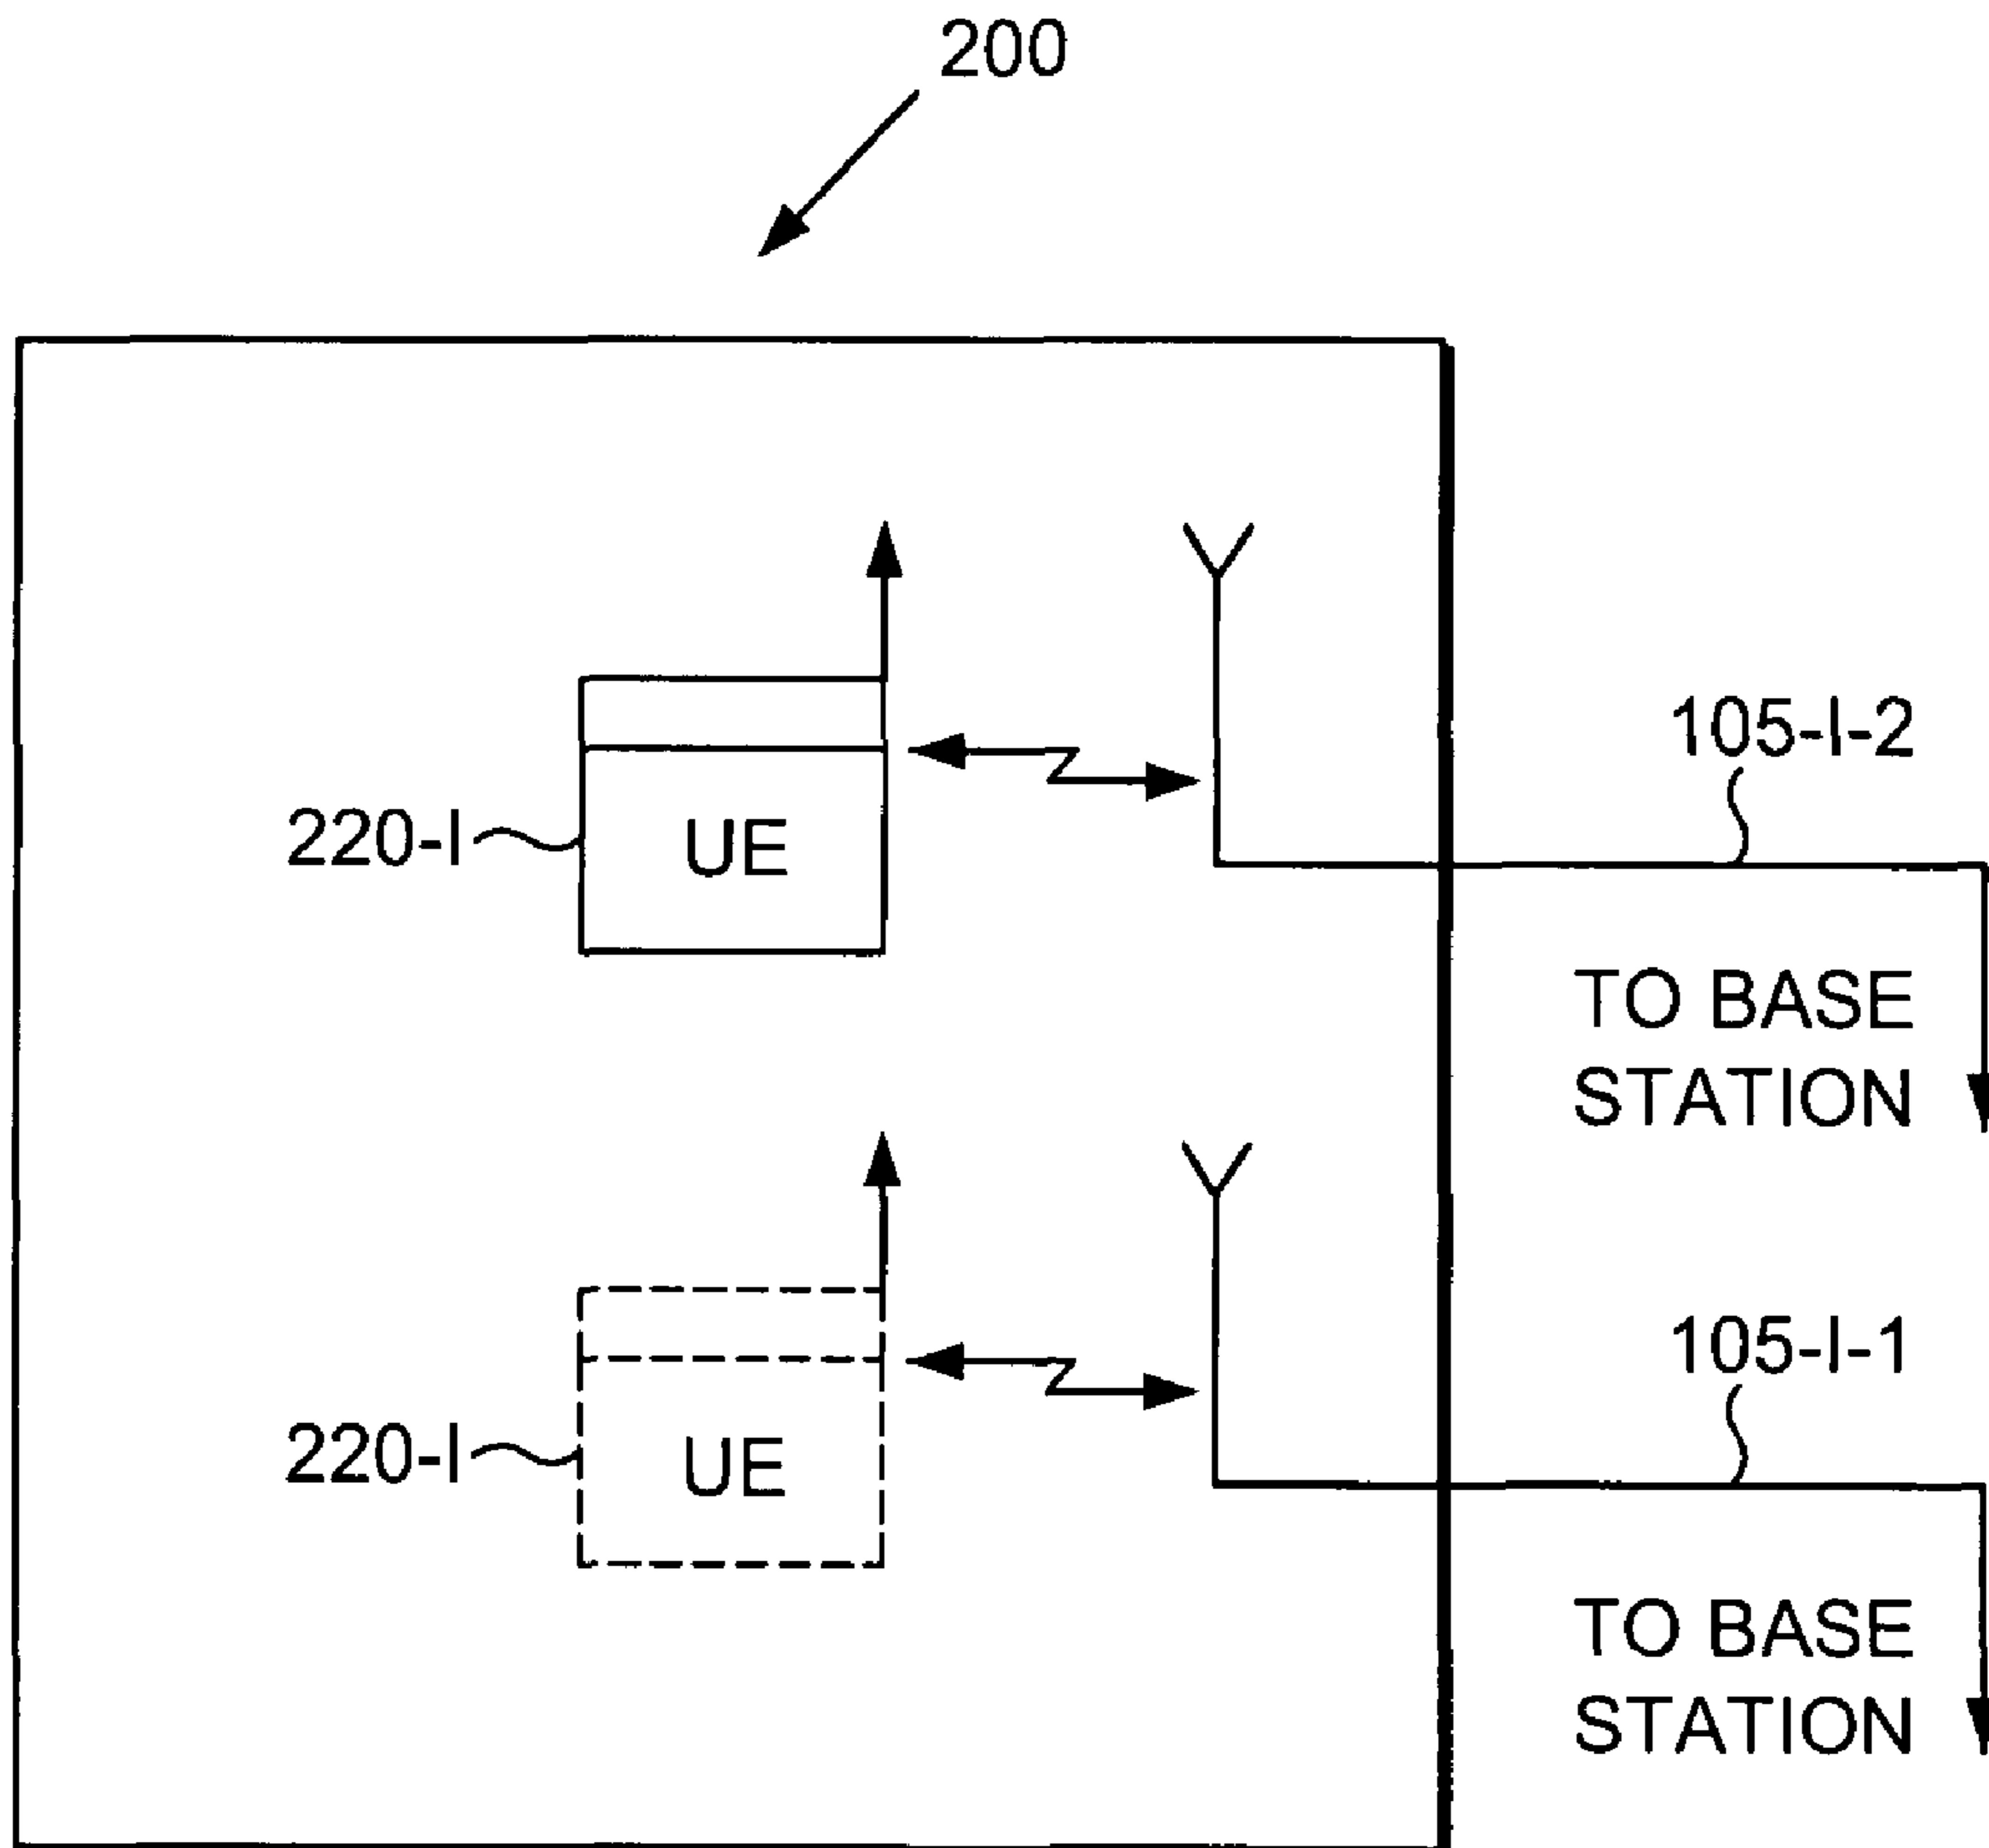 200
105-I-2
220-I
UE
TO BASE
STATION
105-I-1
220-I
UE
TO BASE
STATION